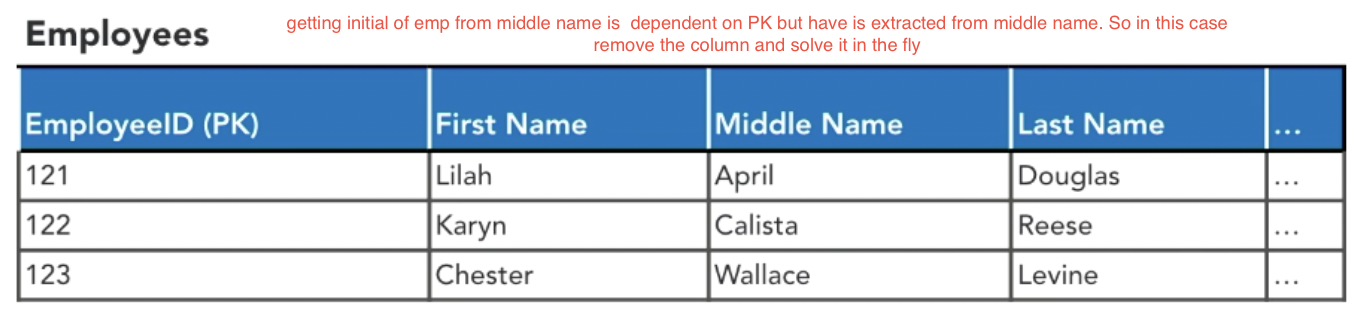 Employees
getting initial of emp from middle name is dependent on PK but have is extracted from middle name. So in this case
remove the column and solve it in the fly
EmployeeID (PK) First Name Middle Name Last Name ...
121 Lilah April Douglas ...
122 Karyn Calista Reese ...
123 Chester Wallace Levine ...